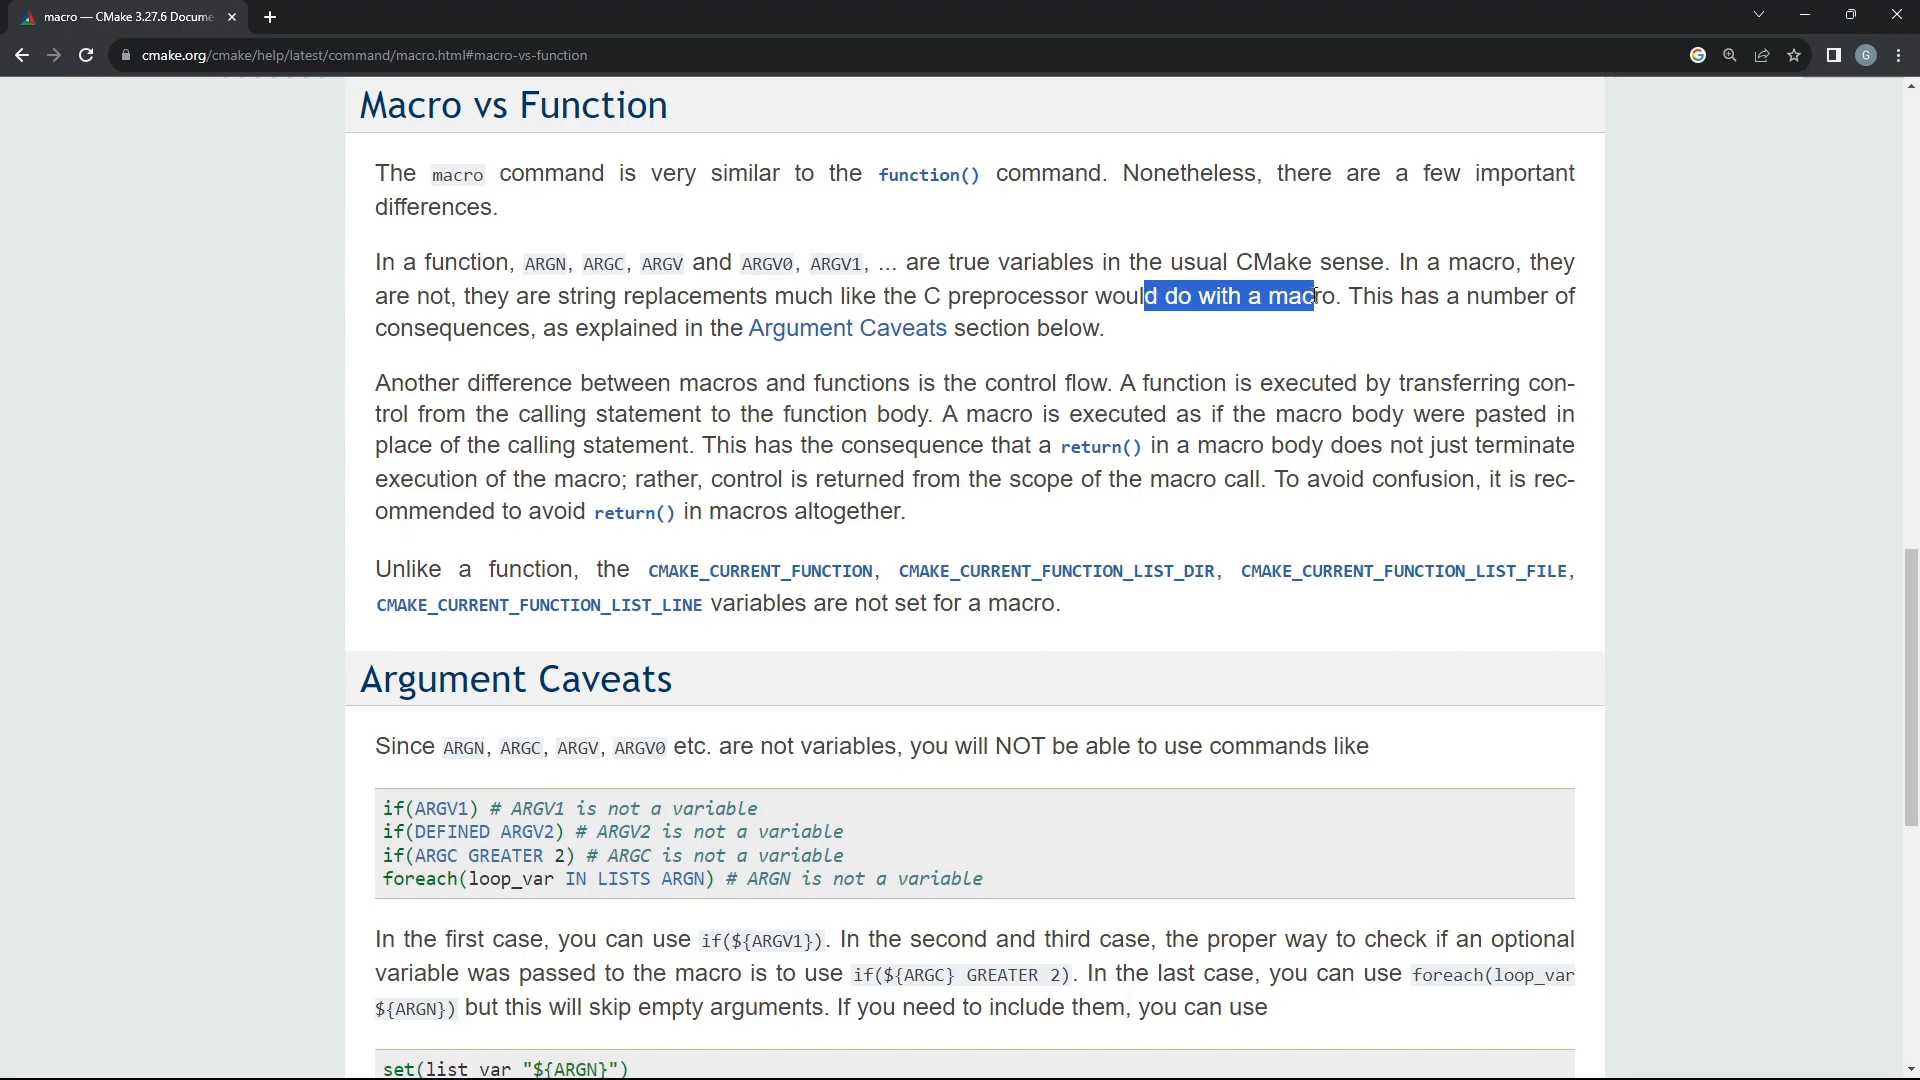 macro — CMake 3.27.6 Docume
cmake.org/cmake/help/latest/command/macro.html#macro-vs-function
G
G
Macro vs Function
The macro command is very similar to the function() command. Nonetheless, there are a few important
differences.
In a function, ARGN, ARGC, ARGV and ARGV0, ARGV1, ... are true variables in the usual CMake sense. In a macro, they
are not, they are string replacements much like the C preprocessor would do with a macro. This has a number of
consequences, as explained in the Argument Caveats section below.
Another difference between macros and functions is the control flow. A function is executed by transferring con-
trol from the calling statement to the function body. A macro is executed as if the macro body were pasted in
place of the calling statement. This has the consequence that a return() in a macro body does not just terminate
execution of the macro; rather, control is returned from the scope of the macro call. To avoid confusion, it is rec-
ommended to avoid return() in macros altogether.
Unlike a function, the CMAKE_CURRENT_FUNCTION, CMAKE_CURRENT_FUNCTION_LIST_DIR, CMAKE_CURRENT_FUNCTION_LIST_FILE,
CMAKE_CURRENT_FUNCTION_LIST_LINE variables are not set for a macro.
Argument Caveats
Since ARGN, ARGC, ARGV, ARGV0 etc. are not variables, you will NOT be able to use commands like
if(ARGV1) # ARGV1 is not a variable
if(DEFINED ARGV2) # ARGV2 is not a variable
if(ARGC GREATER 2) # ARGC is not a variable
foreach(loop_var IN LISTS ARGN) # ARGN is not a variable
In the first case, you can use if(${ARGV1}). In the second and third case, the proper way to check if an optional
variable was passed to the macro is to use if(${ARGC} GREATER 2). In the last case, you can use foreach(loop_var
${ARGN}) but this will skip empty arguments. If you need to include them, you can use
set(list_var "${ARGN}")